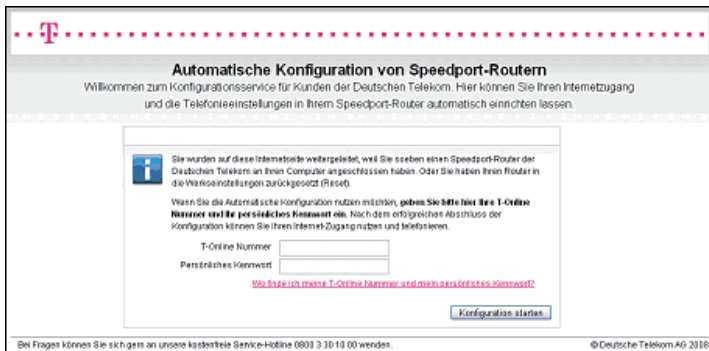 T
Automatische Konfiguration von Speedport-Routern
Willkommen zum Konfigurationsservice für Kunden der Deutschen Telekom. Hier können Sie Ihren Internetzugang
und die Telefonieeinstellungen in Ihrem Speedport-Router automatisch einrichten lassen.
Sie wurden auf diese Internetseite weitergeleitet, weil Sie soeben einen Speedport-Router der
Deutschen Telekom an Ihren Computer angeschlossen haben. Oder Sie haben Ihren Router in
die Werkseinstellungen zurückgesetzt (Reset).
Wenn Sie die Automatische Konfiguration nutzen möchten, geben Sie bitte hier Ihre T-Online
Nummer und Ihr persönliches Kennwort ein. Nach dem erfolgreichen Abschluss der
Konfiguration können Sie Ihren Internet-Zugang nutzen und telefonieren.
T-Online Nummer
Persönliches Kennwort
Wo finde ich meine T-Online Nummer und mein persönliches Kennwort?
Konfiguration starten
Bei Fragen können Sie sich gern an unsere kostenfreie Service-Hotline 0800 3 30 10 00 wenden.
© Deutsche Telekom AG 2008